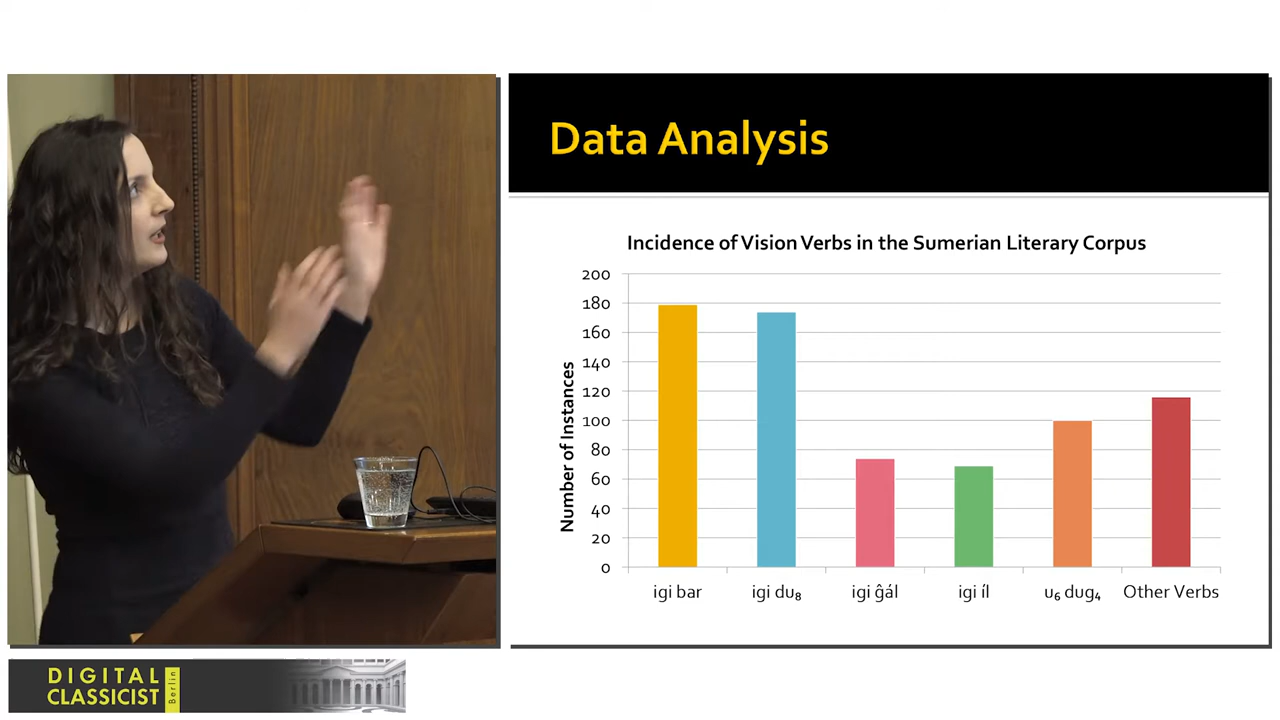 Data Analysis
Incidence of Vision Verbs in the Sumerian Literary Corpus
Number of Instances
200
180
160
140
120
100
80
60
40
20
0
igi bar
igi du₈
igi ĝál
igi íl
u₆ dug₄
Other Verbs
DIGITAL
CLASSICIST
Berlin